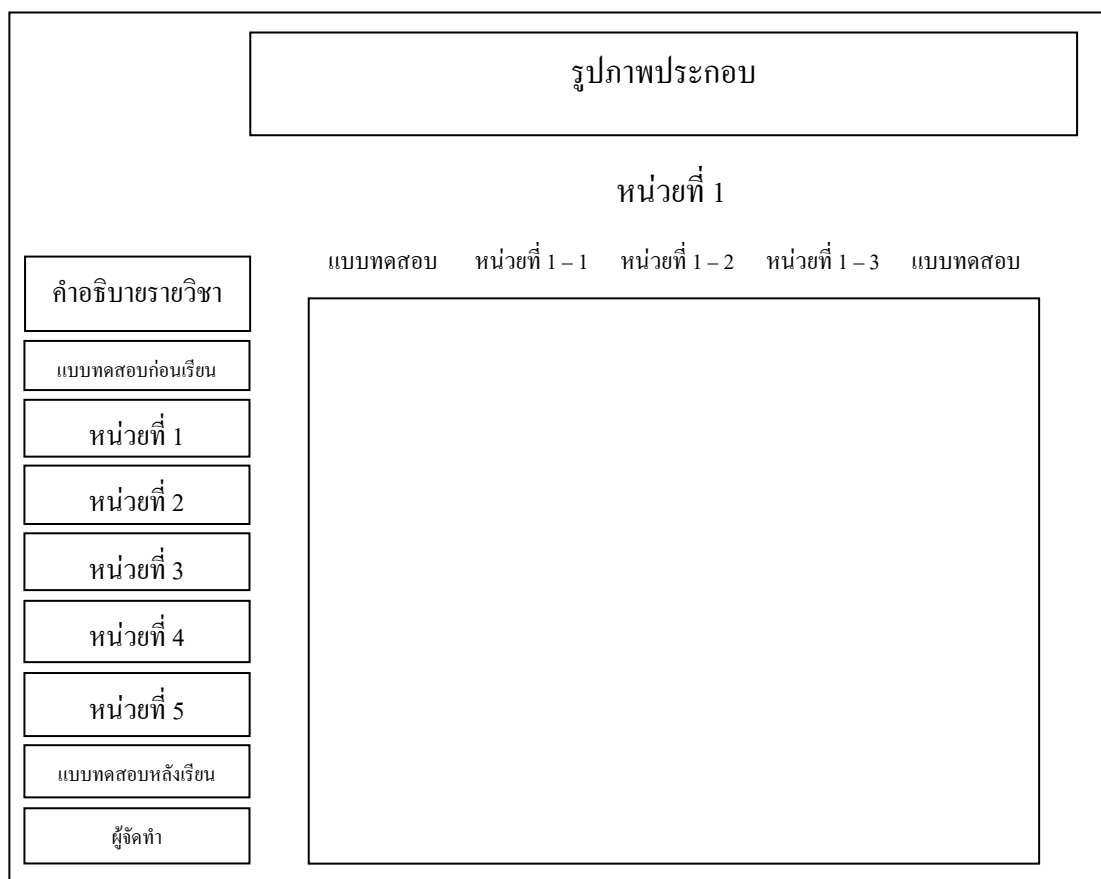 รูปภาพประกอบ
หน่วยที่ 1
แบบทดสอบ หน่วยที่ 1 – 1 หน่วยที่ 1 – 2 หน่วยที่ 1 – 3 แบบทดสอบ
คำอธิบายรายวิชา
แบบทดสอบก่อนเรียน
หน่วยที่ 1
หน่วยที่ 2
หน่วยที่ 3
หน่วยที่ 4
หน่วยที่ 5
แบบทดสอบหลังเรียน
ผู้จัดทำ